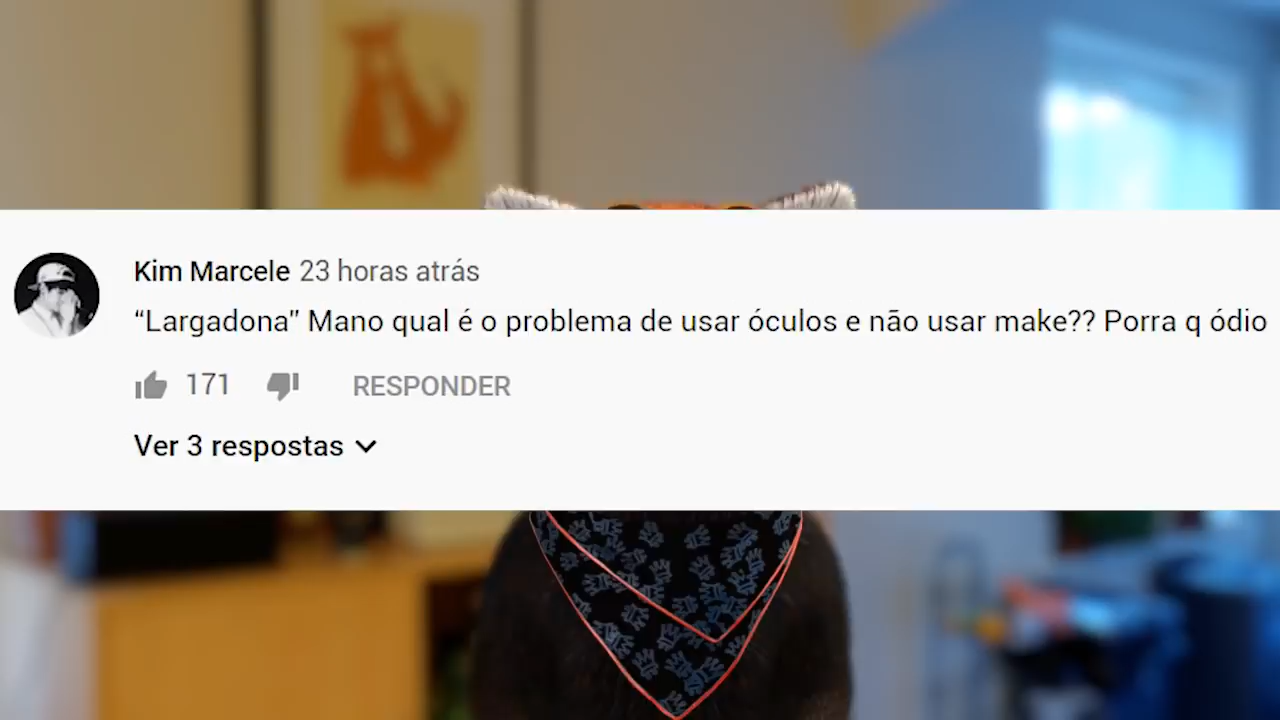 Kim Marcele 23 horas atrás
“Largadona” Mano qual é o problema de usar óculos e não usar make?? Porra q ódio
171 RESPONDER
Ver 3 respostas